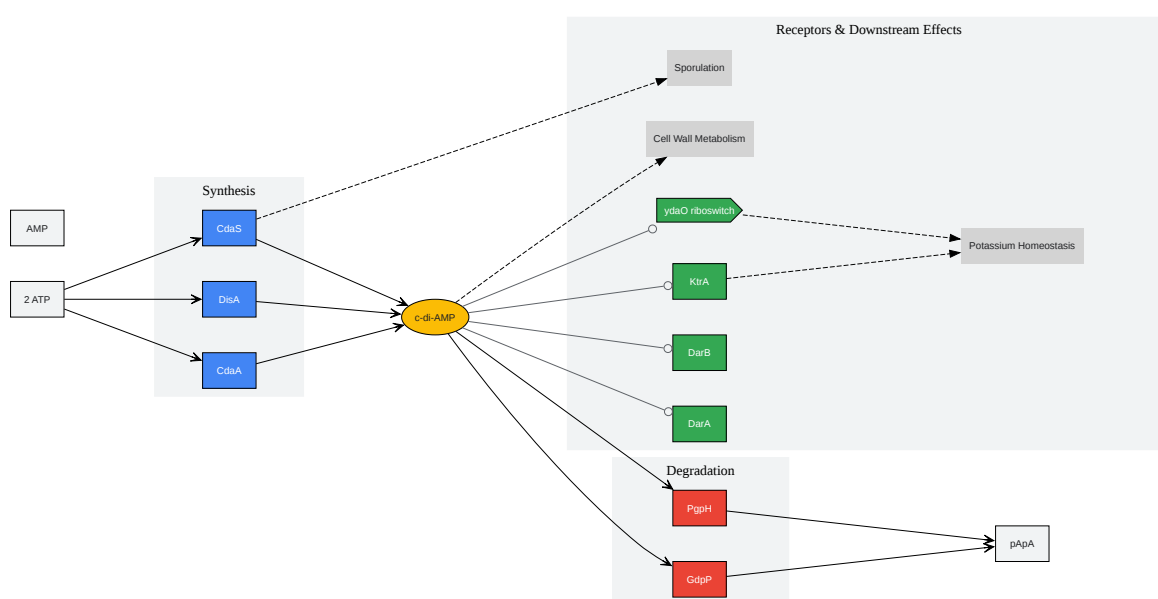 Receptors & Downstream Effects
Sporulation
Cell Wall Metabolism
Synthesis
ydaO riboswitch
AMP
CdaS
Potassium Homeostasis
KtrA
2 ATP
DisA
c-di-AMP
DarB
CdaA
DarA
Degradation
PgpH
pApA
GdpP